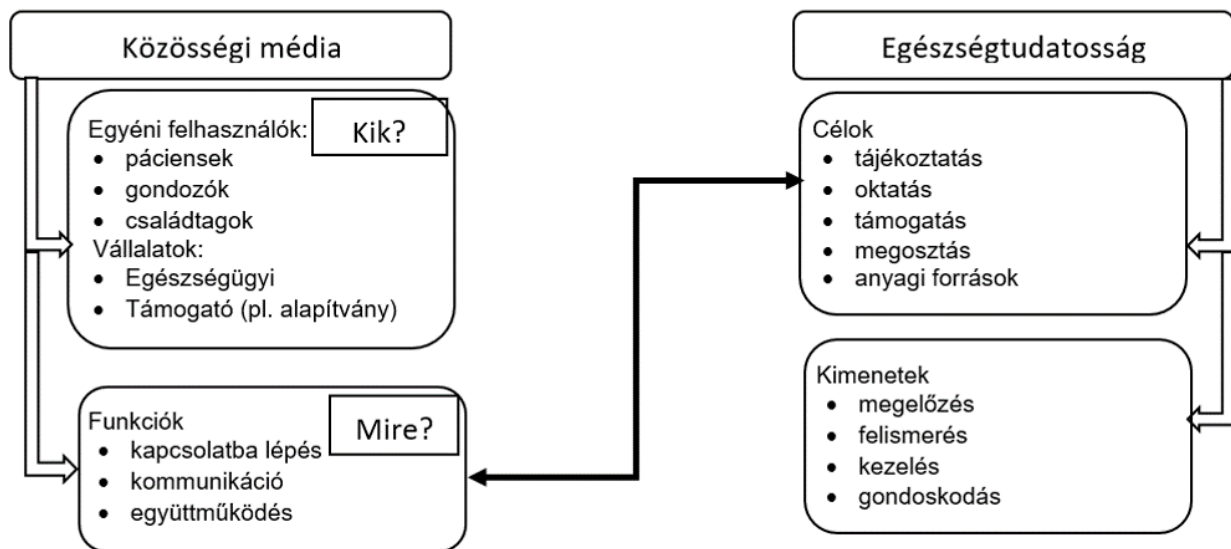 Közösségi média
Egyéni felhasználók:
Kik?
• páciensek
• gondozók
• családtagok
Vállalatok:
• Egészségügyi
• Támogató (pl. alapítvány)
Funkciók
Mire?
• kapcsolatba lépés
• kommunikáció
• együttműködés
Egészségtudatosság
Célok
• tájékoztatás
• oktatás
• támogatás
• megosztás
• anyagi források
Kimenetek
• megelőzés
• felismerés
• kezelés
• gondoskodás